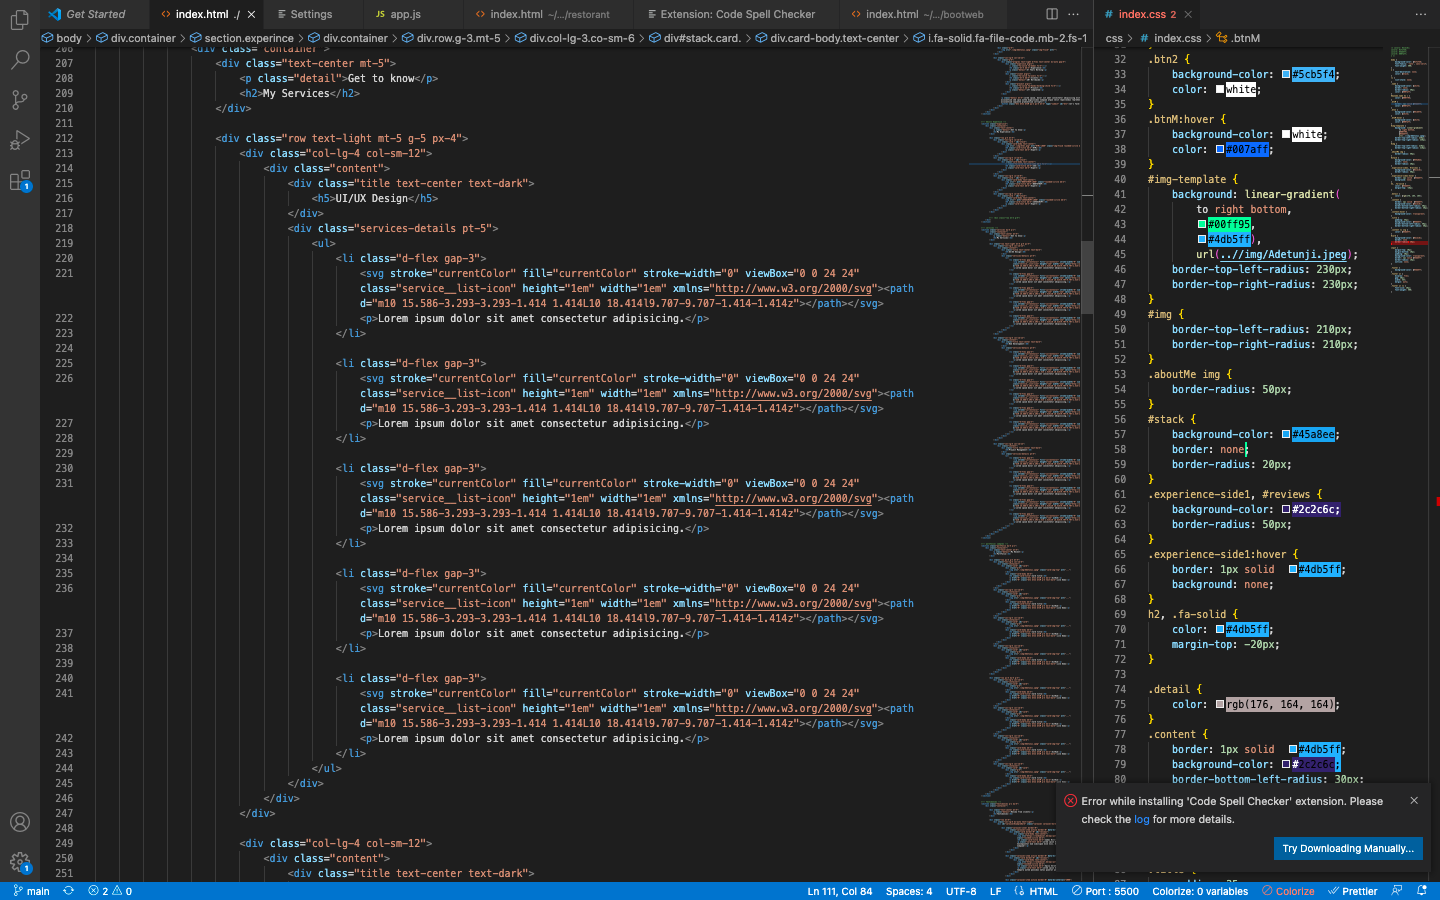 Get Started
index.html ./
Settings
app.js
index.html ~/.../restorant
Extension: Code Spell Checker
index.html ~/.../bootweb
index.css 2
body > div.container > section.experince > div.container > div.row.g-3.mt-5 > div.col-lg-3.co-sm-6 > div#stack.card. > div.card-body.text-center > i.fa-solid.fa-file-code.mb-2.fs-1
css > index.css > .btnM
206 <div class="container">
207 <div class="text-center mt-5">
208 <p class="detail">Get to know</p>
209 <h2>My Services</h2>
210 </div>
211
212 <div class="row text-light mt-5 g-5 px-4">
213 <div class="col-lg-4 col-sm-12">
214 <div class="content">
215 <div class="title text-center text-dark">
216 <h5>UI/UX Design</h5>
217 </div>
218 <div class="services-details pt-5">
219 <ul>
220 <li class="d-flex gap-3">
221 <svg stroke="currentColor" fill="currentColor" stroke-width="0" viewBox="0 0 24 24"
class="service__list-icon" height="1em" width="1em" xmlns="http://www.w3.org/2000/svg"><path
d="m10 15.586-3.293-3.293-1.414 1.414L10 18.414l9.707-9.707-1.414-1.414z"></path></svg>
222 <p>Lorem ipsum dolor sit amet consectetur adipisicing.</p>
223 </li>
224
225 <li class="d-flex gap-3">
226 <svg stroke="currentColor" fill="currentColor" stroke-width="0" viewBox="0 0 24 24"
class="service__list-icon" height="1em" width="1em" xmlns="http://www.w3.org/2000/svg"><path
d="m10 15.586-3.293-3.293-1.414 1.414L10 18.414l9.707-9.707-1.414-1.414z"></path></svg>
227 <p>Lorem ipsum dolor sit amet consectetur adipisicing.</p>
228 </li>
229
230 <li class="d-flex gap-3">
231 <svg stroke="currentColor" fill="currentColor" stroke-width="0" viewBox="0 0 24 24"
class="service__list-icon" height="1em" width="1em" xmlns="http://www.w3.org/2000/svg"><path
d="m10 15.586-3.293-3.293-1.414 1.414L10 18.414l9.707-9.707-1.414-1.414z"></path></svg>
232 <p>Lorem ipsum dolor sit amet consectetur adipisicing.</p>
233 </li>
234
235 <li class="d-flex gap-3">
236 <svg stroke="currentColor" fill="currentColor" stroke-width="0" viewBox="0 0 24 24"
class="service__list-icon" height="1em" width="1em" xmlns="http://www.w3.org/2000/svg"><path
d="m10 15.586-3.293-3.293-1.414 1.414L10 18.414l9.707-9.707-1.414-1.414z"></path></svg>
237 <p>Lorem ipsum dolor sit amet consectetur adipisicing.</p>
238 </li>
239
240 <li class="d-flex gap-3">
241 <svg stroke="currentColor" fill="currentColor" stroke-width="0" viewBox="0 0 24 24"
class="service__list-icon" height="1em" width="1em" xmlns="http://www.w3.org/2000/svg"><path
d="m10 15.586-3.293-3.293-1.414 1.414L10 18.414l9.707-9.707-1.414-1.414z"></path></svg>
242 <p>Lorem ipsum dolor sit amet consectetur adipisicing.</p>
243 </li>
244 </ul>
245 </div>
246 </div>
247 </div>
248
249 <div class="col-lg-4 col-sm-12">
250 <div class="content">
251 <div class="title text-center text-dark">
32 .btn2 {
33 background-color: #5cb5f4;
34 color: white;
35 }
36 .btnM:hover {
37 background-color: white;
38 color: #007aff;
39 }
40 #img-template {
41 background: linear-gradient(
42 to right bottom,
43 #00ff95,
44 #4db5ff),
45 url(..//img/Adetunji.jpeg);
46 border-top-left-radius: 230px;
47 border-top-right-radius: 230px;
48 }
49 #img {
50 border-top-left-radius: 210px;
51 border-top-right-radius: 210px;
52 }
53 .aboutMe img {
54 border-radius: 50px;
55 }
56 #stack {
57 background-color: #45a8ee;
58 border: none;
59 border-radius: 20px;
60 }
61 .experience-side1, #reviews {
62 background-color: #2c2c6c;
63 border-radius: 50px;
64 }
65 .experience-side1:hover {
66 border: 1px solid #4db5ff;
67 background: none;
68 }
69 h2, .fa-solid {
70 color: #4db5ff;
71 margin-top: -20px;
72 }
73
74 .detail {
75 color: rgb(176, 164, 164);
76 }
77 .content {
78 border: 1px solid #4db5ff;
79 background-color: #2c2c6c;
80 border-bottom-left-radius: 30px;
Error while installing 'Code Spell Checker' extension. Please
check the log for more details.
Try Downloading Manually...
1
1
main
2 0
Ln 111, Col 84
Spaces: 4
UTF-8
LF
HTML
Port : 5500
Colorize: 0 variables
Colorize
Prettier